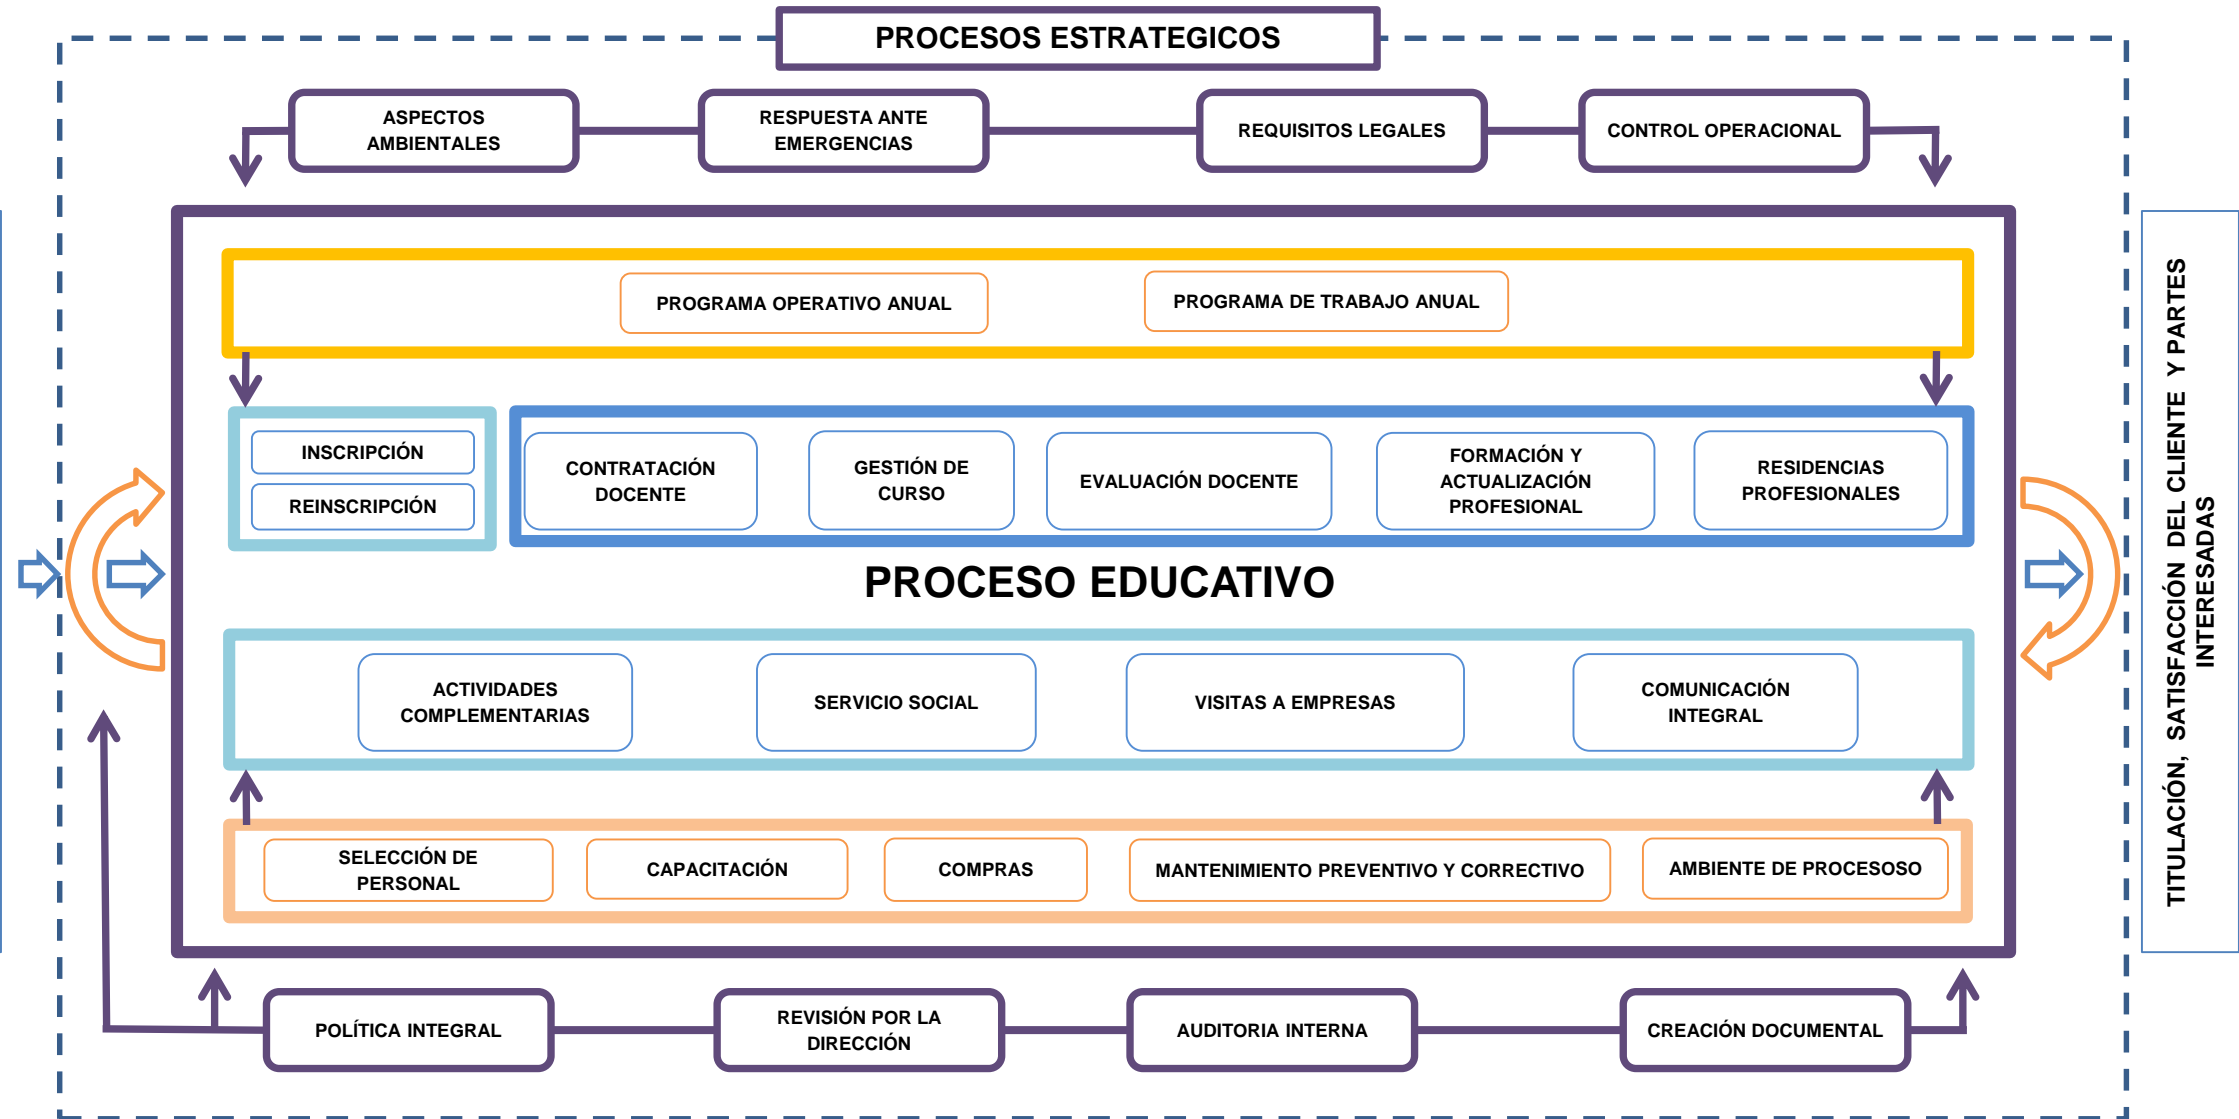 PROCESOS ESTRATEGICOS
ASPECTOS
AMBIENTALES
RESPUESTA ANTE
EMERGENCIAS
REQUISITOS LEGALES
CONTROL OPERACIONAL
PROGRAMA OPERATIVO ANUAL
PROGRAMA DE TRABAJO ANUAL
INSCRIPCIÓN
REINSCRIPCIÓN
CONTRATACIÓN
DOCENTE
GESTIÓN DE
CURSO
EVALUACIÓN DOCENTE
FORMACIÓN Y
ACTUALIZACIÓN
PROFESIONAL
RESIDENCIAS
PROFESIONALES
PROCESO EDUCATIVO
ACTIVIDADES
COMPLEMENTARIAS
SERVICIO SOCIAL
VISITAS A EMPRESAS
COMUNICACIÓN
INTEGRAL
SELECCIÓN DE
PERSONAL
CAPACITACIÓN
COMPRAS
MANTENIMIENTO PREVENTIVO Y CORRECTIVO
AMBIENTE DE PROCESOSO
POLÍTICA INTEGRAL
REVISIÓN POR LA
DIRECCIÓN
AUDITORIA INTERNA
CREACIÓN DOCUMENTAL
TITULACIÓN, SATISFACCIÓN DEL CLIENTE Y PARTES
INTERESADAS